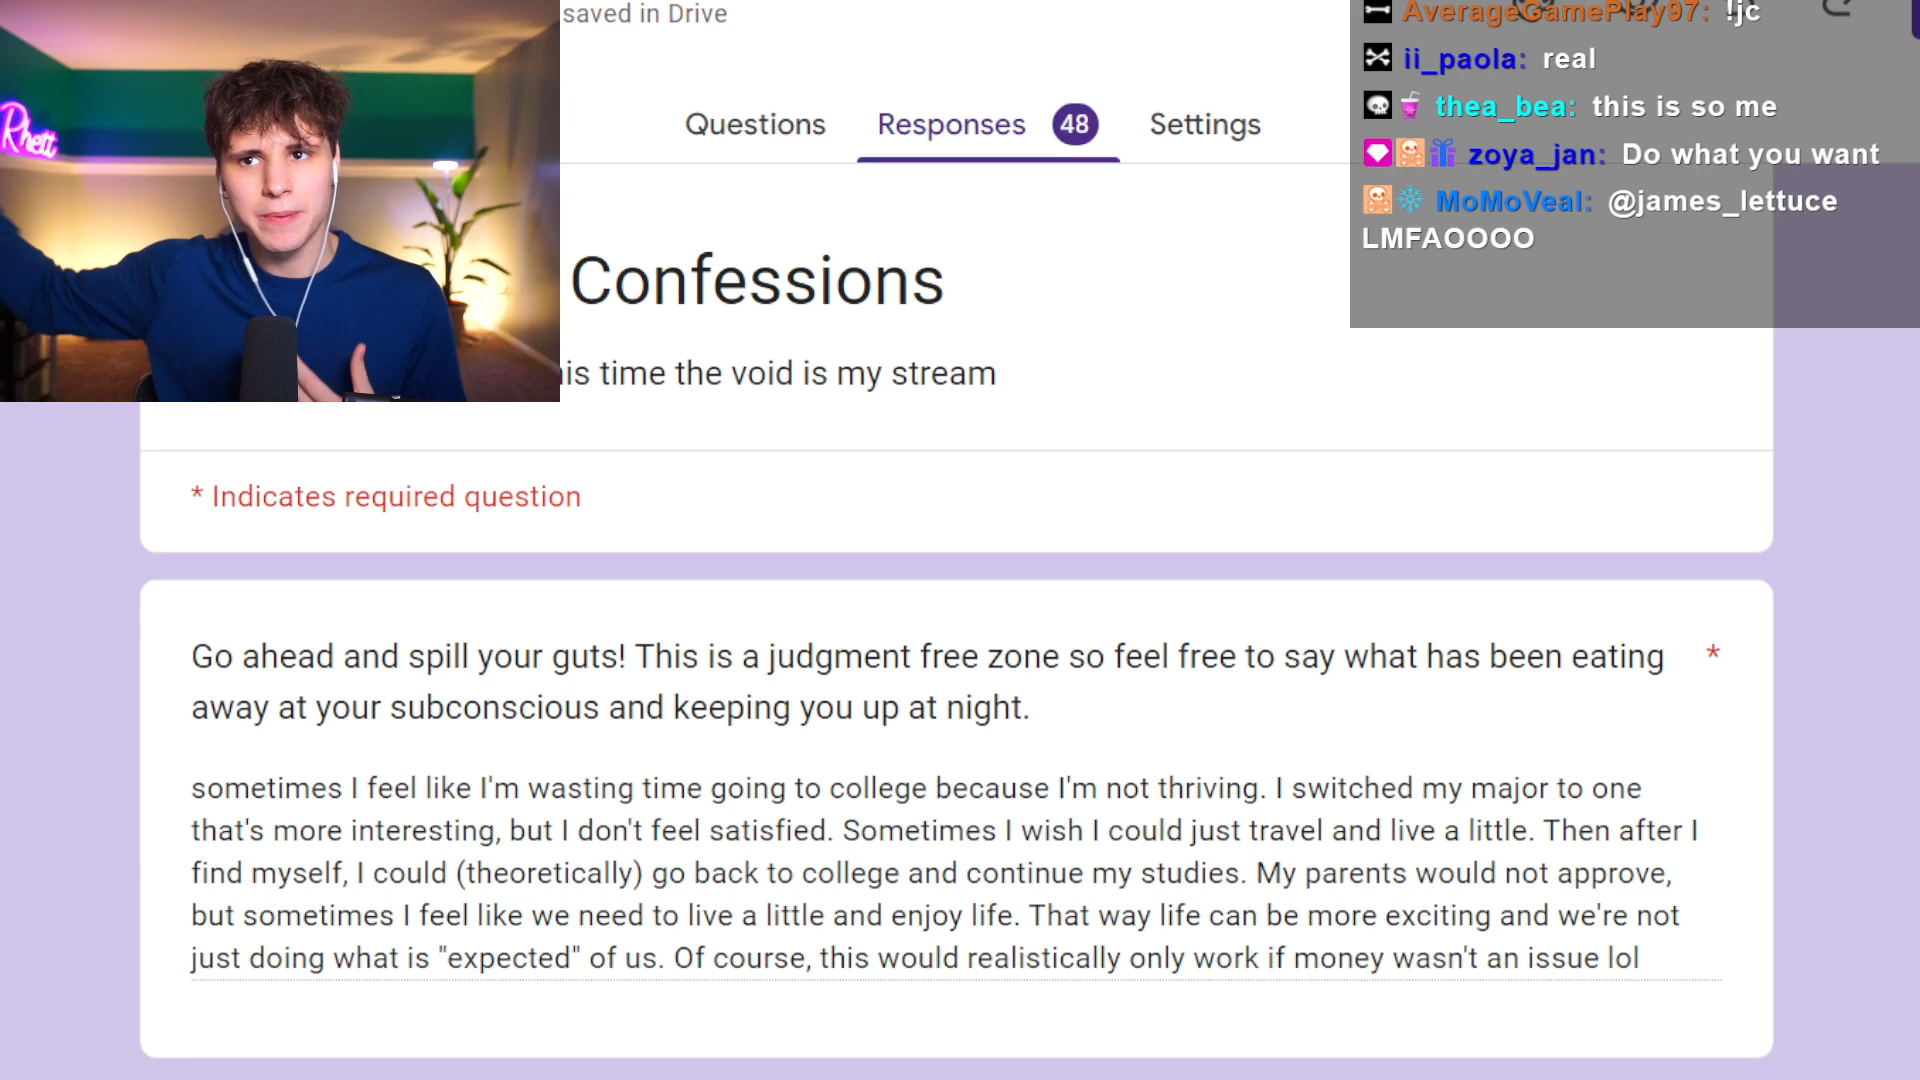 saved in Drive
Rhett
Questions
Responses 48
Settings
Confessions
is time the void is my stream
* Indicates required question
Go ahead and spill your guts! This is a judgment free zone so feel free to say what has been eating *
away at your subconscious and keeping you up at night.
sometimes I feel like I'm wasting time going to college because I'm not thriving. I switched my major to one
that's more interesting, but I don't feel satisfied. Sometimes I wish I could just travel and live a little. Then after I
find myself, I could (theoretically) go back to college and continue my studies. My parents would not approve,
but sometimes I feel like we need to live a little and enjoy life. That way life can be more exciting and we're not
just doing what is "expected" of us. Of course, this would realistically only work if money wasn't an issue lol
AverageGamePlay97: !jc
ii_paola: real
thea_bea: this is so me
zoya_jan: Do what you want
MoMoVeal: @james_lettuce
LMFAOOOO